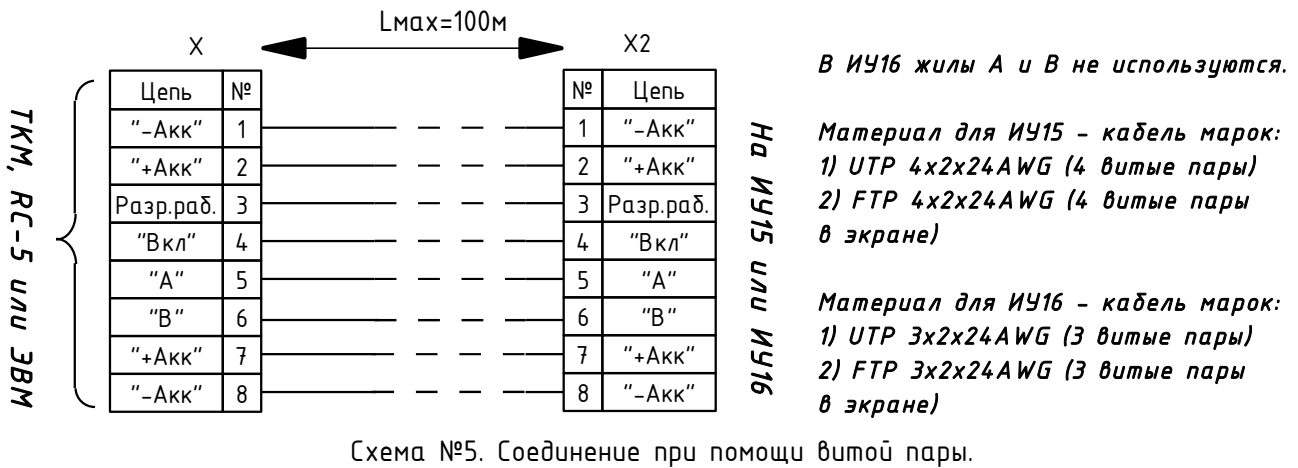 Lмах=100м
X
X2
Цепь №
"-Акк" 1
"+Акк" 2
Разр.раб. 3
"Вкл" 4
"А" 5
"В" 6
"+Акк" 7
"-Акк" 8
№ Цепь
1 "-Акк"
2 "+Акк"
3 Разр.раб.
4 "Вкл"
5 "А"
6 "В"
7 "+Акк"
8 "-Акк"
ТКМ, RC-5 или ЭВМ
На ИУ15 или ИУ16
В ИУ16 жилы А и В не используются.
Материал для ИУ15 - кабель марок:
1) UTP 4x2x24AWG (4 витые пары)
2) FTP 4x2x24AWG (4 витые пары
в экране)
Материал для ИУ16 - кабель марок:
1) UTP 3x2x24AWG (3 витые пары)
2) FTP 3x2x24AWG (3 витые пары
в экране)
Схема №5. Соединение при помощи витой пары.